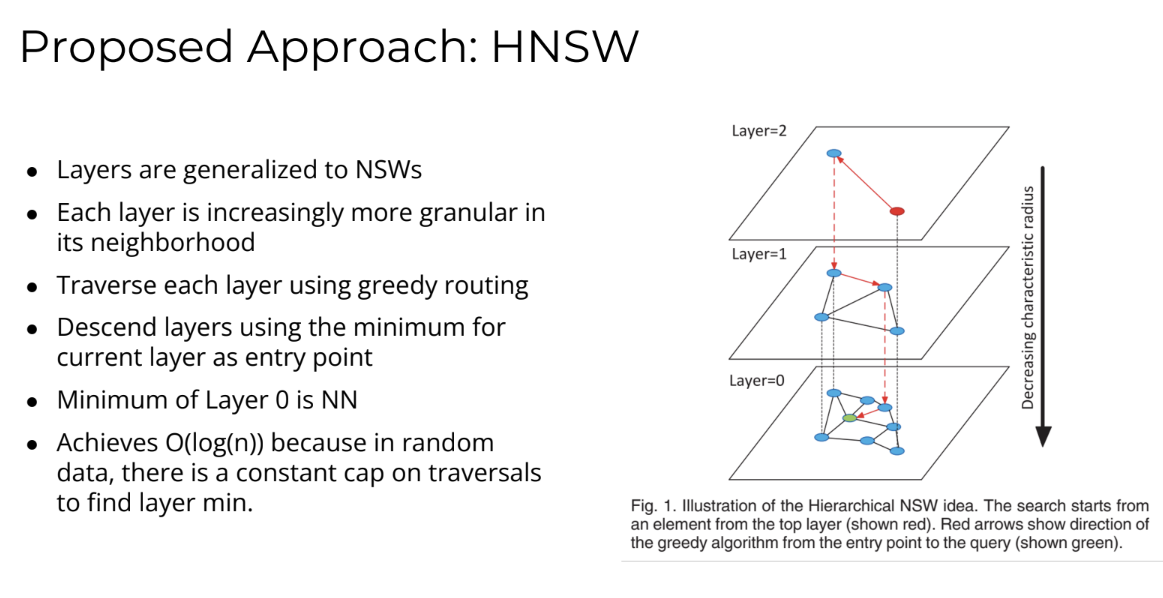 Proposed Approach: HNSW
● Layers are generalized to NSWs
● Each layer is increasingly more granular in
its neighborhood
● Traverse each layer using greedy routing
● Descend layers using the minimum for
current layer as entry point
● Minimum of Layer 0 is NN
● Achieves O(log(n)) because in random
data, there is a constant cap on traversals
to find layer min.
Layer=2
Layer=1
Layer=0
Decreasing characteristic radius
Fig. 1. Illustration of the Hierarchical NSW idea. The search starts from
an element from the top layer (shown red). Red arrows show direction of
the greedy algorithm from the entry point to the query (shown green).